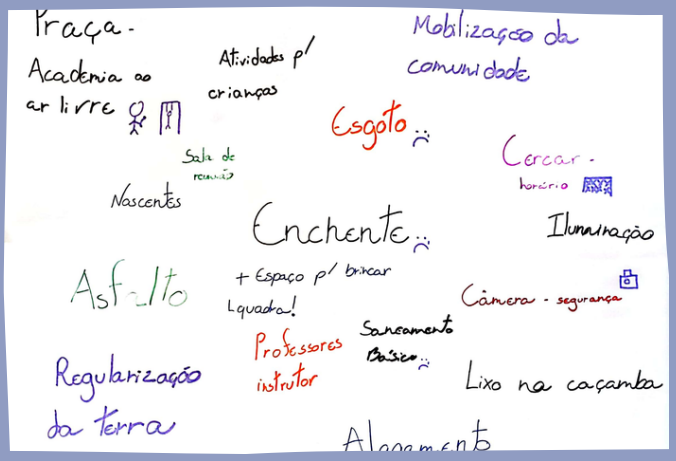 Praça.
Mobilização da
comunidade
Atividades p/
crianças
Academia ao
ar livre
Esgoto
Cercar.
horário
Sala de
reunião
Nascentes
Enchente
Iluminação
+ Espaço p/ brincar
quadra!
Asfalto
Câmera - segurança
Professores
instrutor
Saneamento
Básico
Regularização
da terra
Lixo na caçamba
Alagamento